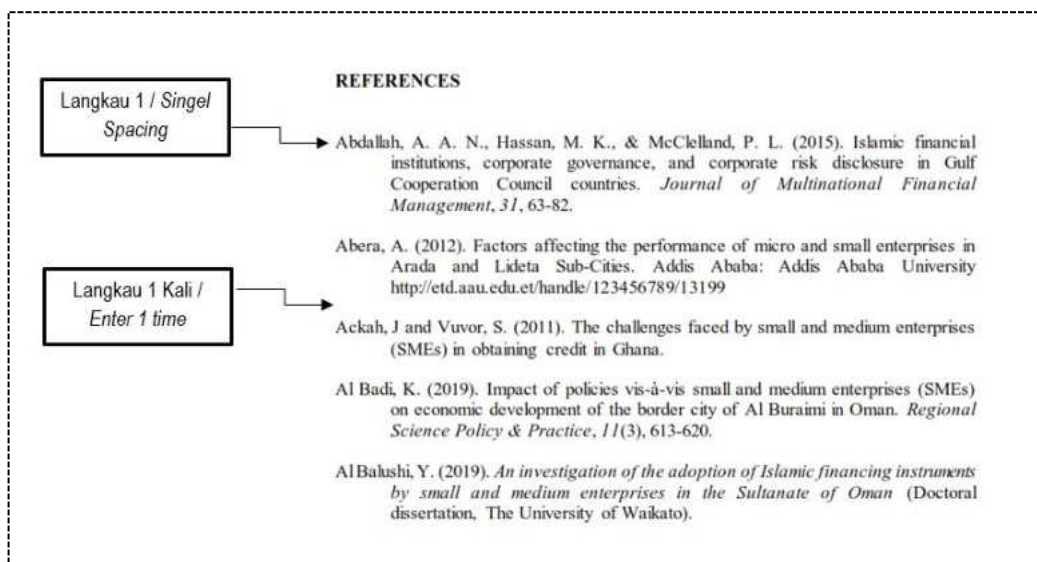 REFERENCES
Langkau 1 / Singel
Spacing
Abdallah, A. A. N., Hassan, M. K., & McClelland, P. L. (2015). Islamic financial
institutions, corporate governance, and corporate risk disclosure in Gulf
Cooperation Council countries. Journal of Multinational Financial
Management, 31, 63-82.
Abera, A. (2012). Factors affecting the performance of micro and small enterprises in
Arada and Lideta Sub-Cities. Addis Ababa: Addis Ababa University
http://etd.aau.edu.et/handle/123456789/13199
Langkau 1 Kali /
Enter 1 time
Ackah, J and Vuvor, S. (2011). The challenges faced by small and medium enterprises
(SMEs) in obtaining credit in Ghana.
Al Badi, K. (2019). Impact of policies vis-à-vis small and medium enterprises (SMEs)
on economic development of the border city of Al Buraimi in Oman. Regional
Science Policy & Practice, 11(3), 613-620.
Al Balushi, Y. (2019). An investigation of the adoption of Islamic financing instruments
by small and medium enterprises in the Sultanate of Oman (Doctoral
dissertation, The University of Waikato).